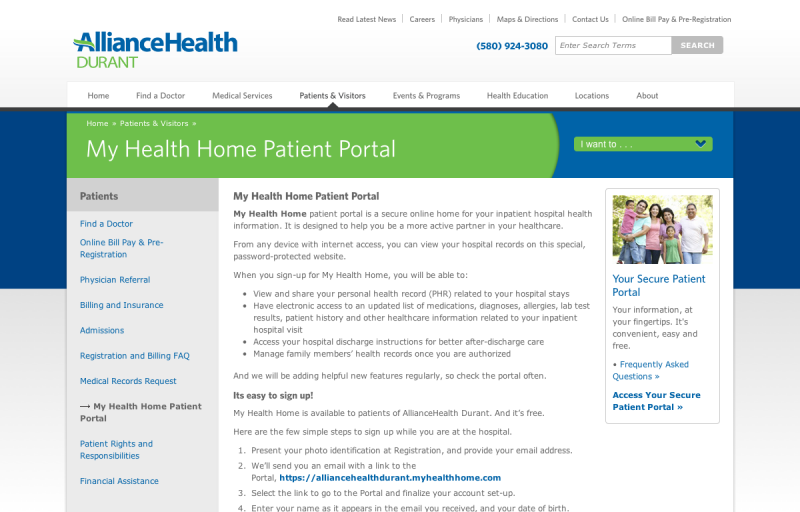 Read Latest News
Careers
Physicians
Maps & Directions
Contact Us
Online Bill Pay & Pre-Registration
AllianceHealth
DURANT
(580) 924-3080
Enter Search Terms
SEARCH
Home
Find a Doctor
Medical Services
Patients & Visitors
Events & Programs
Health Education
Locations
About
Home » Patients & Visitors »
My Health Home Patient Portal
I want to . . .
Patients
Find a Doctor
Online Bill Pay & Pre-
Registration
Physician Referral
Billing and Insurance
Admissions
Registration and Billing FAQ
Medical Records Request
My Health Home Patient
Portal
Patient Rights and
Responsibilities
Financial Assistance
My Health Home Patient Portal
My Health Home patient portal is a secure online home for your inpatient hospital health
information. It is designed to help you be a more active partner in your healthcare.
From any device with internet access, you can view your hospital records on this special,
password-protected website.
When you sign-up for My Health Home, you will be able to:
• View and share your personal health record (PHR) related to your hospital stays
• Have electronic access to an updated list of medications, diagnoses, allergies, lab test
results, patient history and other healthcare information related to your inpatient
hospital visit
• Access your hospital discharge instructions for better after-discharge care
• Manage family members' health records once you are authorized
And we will be adding helpful new features regularly, so check the portal often.
Its easy to sign up!
My Health Home is available to patients of AllianceHealth Durant. And it's free.
Here are the few simple steps to sign up while you are at the hospital.
1. Present your photo identification at Registration, and provide your email address.
2. We'll send you an email with a link to the
Portal, https://alliancehealthdurant.myhealthhome.com
3. Select the link to go to the Portal and finalize your account set-up.
4. Enter your name as it appears in the email you received, and your date of birth.
Your Secure Patient
Portal
Your information, at
your fingertips. It's
convenient, easy and
free.
• Frequently Asked
Questions »
Access Your Secure
Patient Portal »